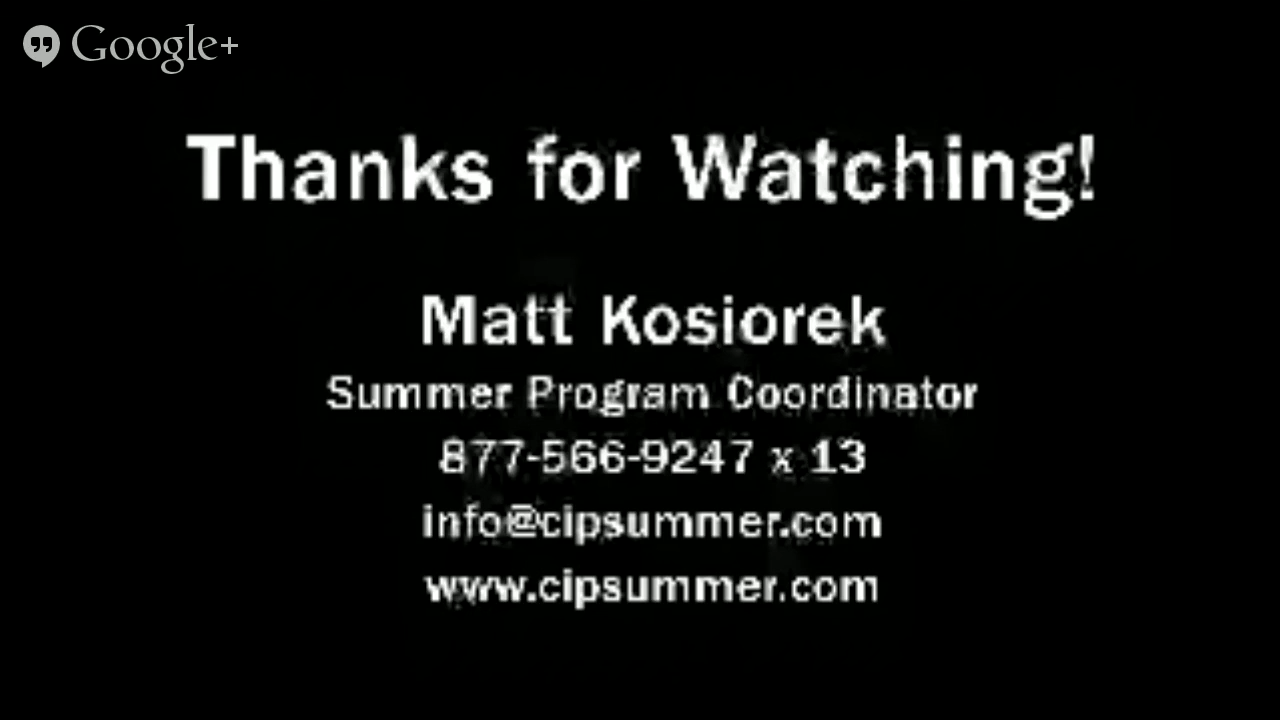 Google+
Thanks for Watching!
Matt Kosiorek
Summer Program Coordinator
877-566-9247 x 13
info@cipsummer.com
www.cipsummer.com